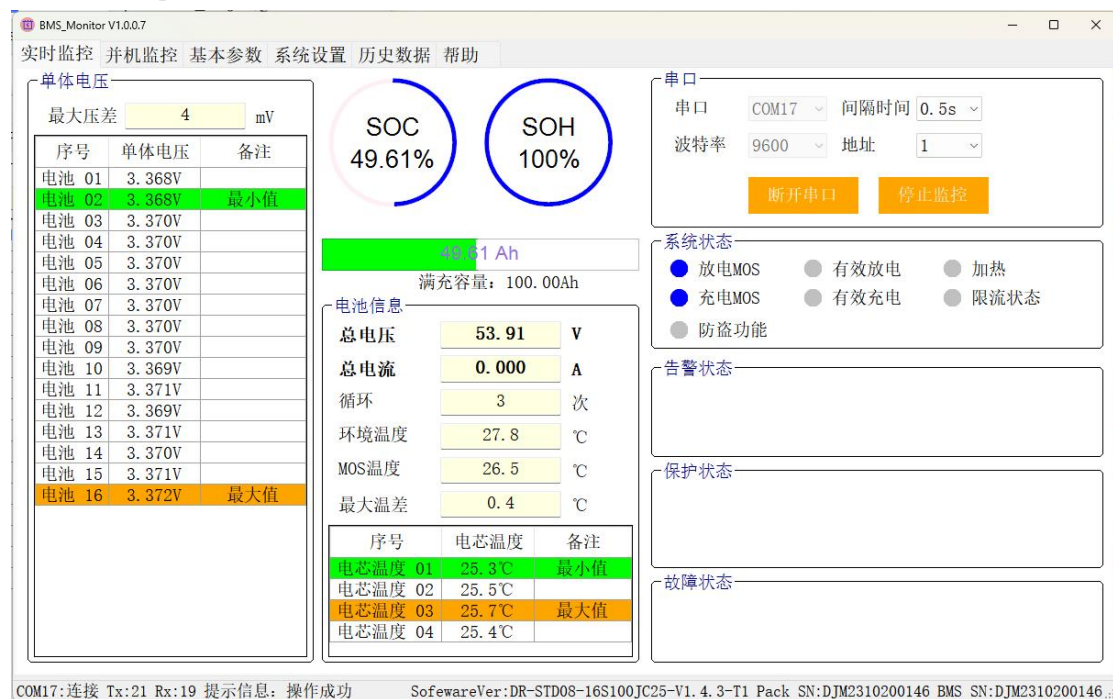 BMS_Monitor V1.0.0.7
实时监控 并机监控 基本参数 系统设置 历史数据 帮助
单体电压
最大压差 4 mV
序号 单体电压 备注
电池 01 3.368V
电池 02 3.368V 最小值
电池 03 3.370V
电池 04 3.370V
电池 05 3.370V
电池 06 3.370V
电池 07 3.370V
电池 08 3.370V
电池 09 3.370V
电池 10 3.369V
电池 11 3.371V
电池 12 3.369V
电池 13 3.371V
电池 14 3.370V
电池 15 3.371V
电池 16 3.372V 最大值
SOC
49.61%
SOH
100%
49.61 Ah
满充容量: 100.00Ah
电池信息
总电压 53.91 V
总电流 0.000 A
循环 3 次
环境温度 27.8 ℃
MOS温度 26.5 ℃
最大温差 0.4 ℃
序号 电芯温度 备注
电芯温度 01 25.3℃ 最小值
电芯温度 02 25.5℃
电芯温度 03 25.7℃ 最大值
电芯温度 04 25.4℃
串口
串口 COM17 间隔时间 0.5s
波特率 9600 地址 1
断开串口 停止监控
系统状态
放电MOS 有效放电 加热
充电MOS 有效充电 限流状态
防盗功能
告警状态
保护状态
故障状态
COM17:连接 Tx:21 Rx:19 提示信息: 操作成功 SofewareVer:DR-STD08-16S100JC25-V1.4.3-T1 Pack SN:DJM2310200146 BMS SN:DJM2310200146